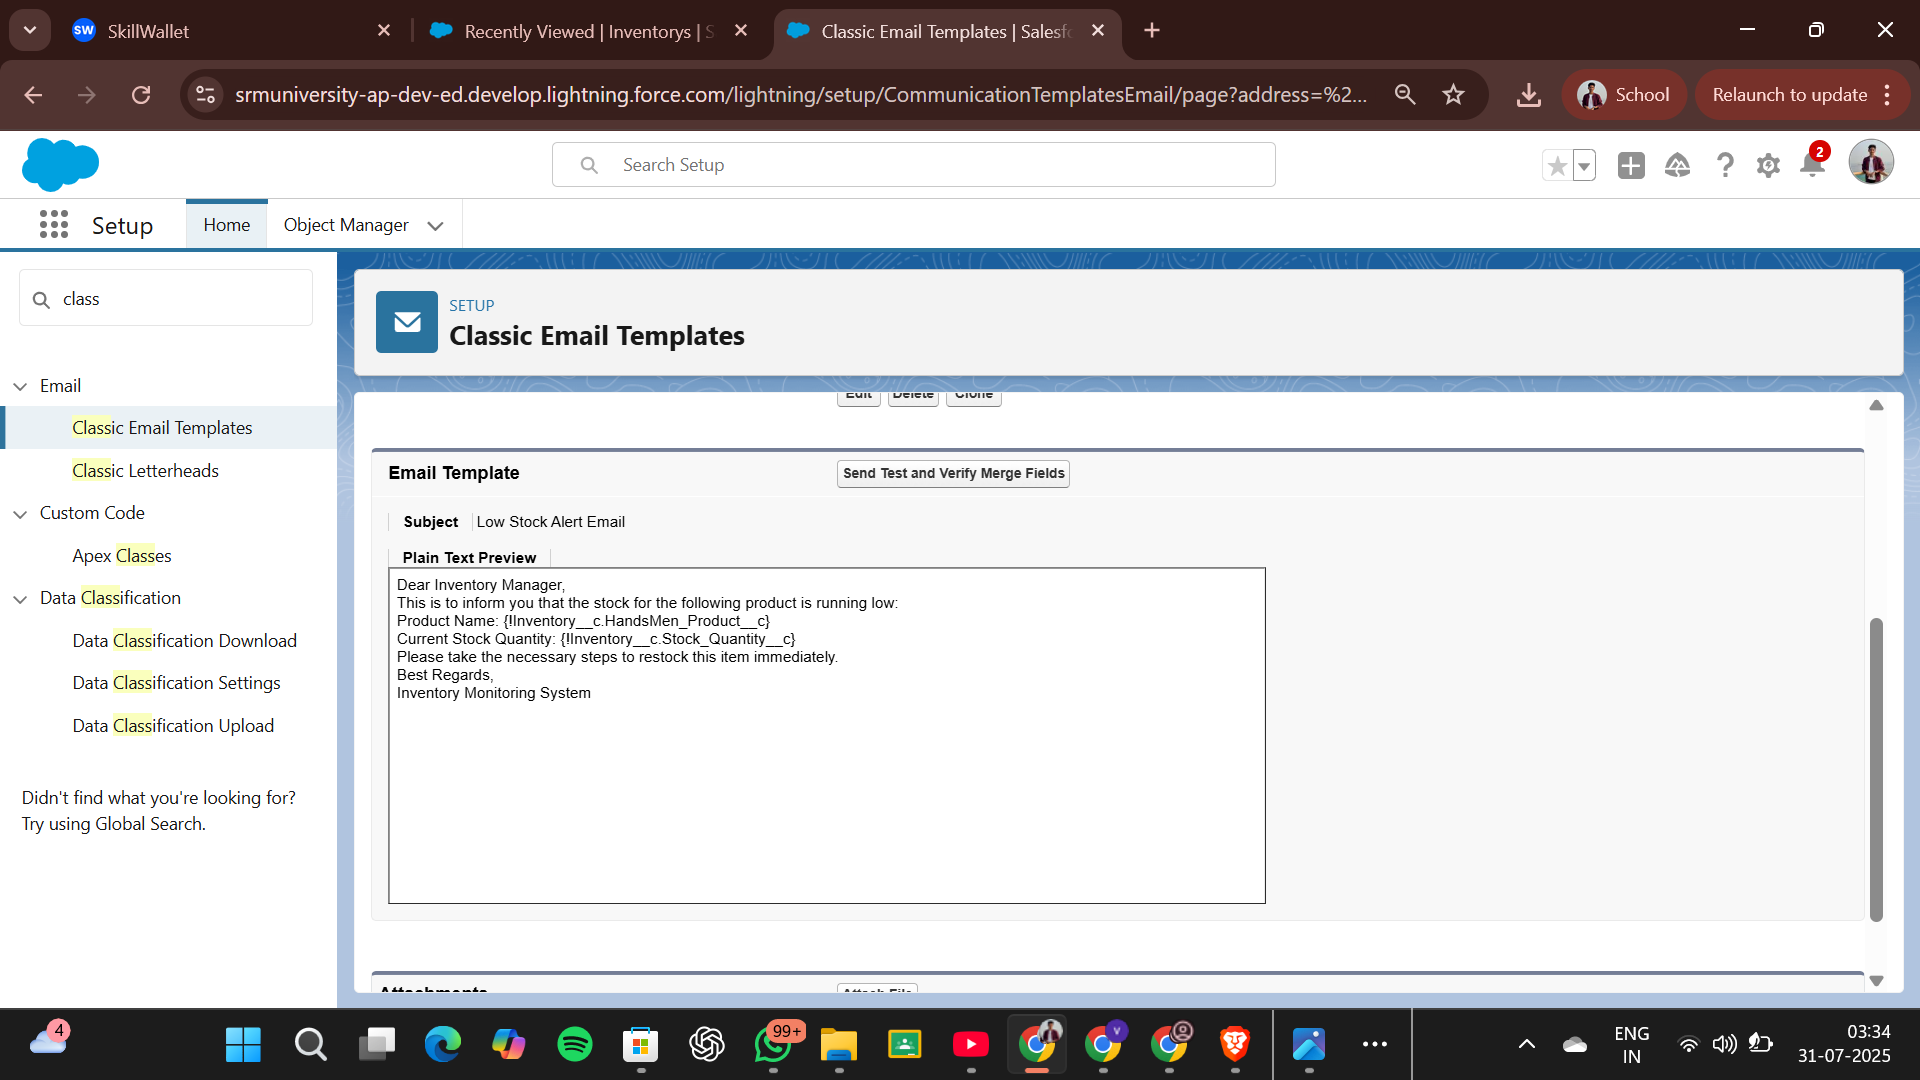 SW SkillWallet
Recently Viewed | Inventorys | S
Classic Email Templates | Salesfo
srmuniversity-ap-dev-ed.develop.lightning.force.com/lightning/setup/CommunicationTemplatesEmail/page?address=%2...
School
Relaunch to update
Search Setup
2
Setup
Home
Object Manager
class
SETUP
Classic Email Templates
Email
Classic Email Templates
Classic Letterheads
Custom Code
Apex Classes
Data Classification
Data Classification Download
Data Classification Settings
Data Classification Upload
Didn't find what you're looking for?
Try using Global Search.
Edit Delete Clone
Email Template
Send Test and Verify Merge Fields
Subject Low Stock Alert Email
Plain Text Preview
Dear Inventory Manager,
This is to inform you that the stock for the following product is running low:
Product Name: {!Inventory__c.HandsMen_Product__c}
Current Stock Quantity: {!Inventory__c.Stock_Quantity__c}
Please take the necessary steps to restock this item immediately.
Best Regards,
Inventory Monitoring System
Attachments
Attach File
4
99+
V
ENG
IN
03:34
31-07-2025